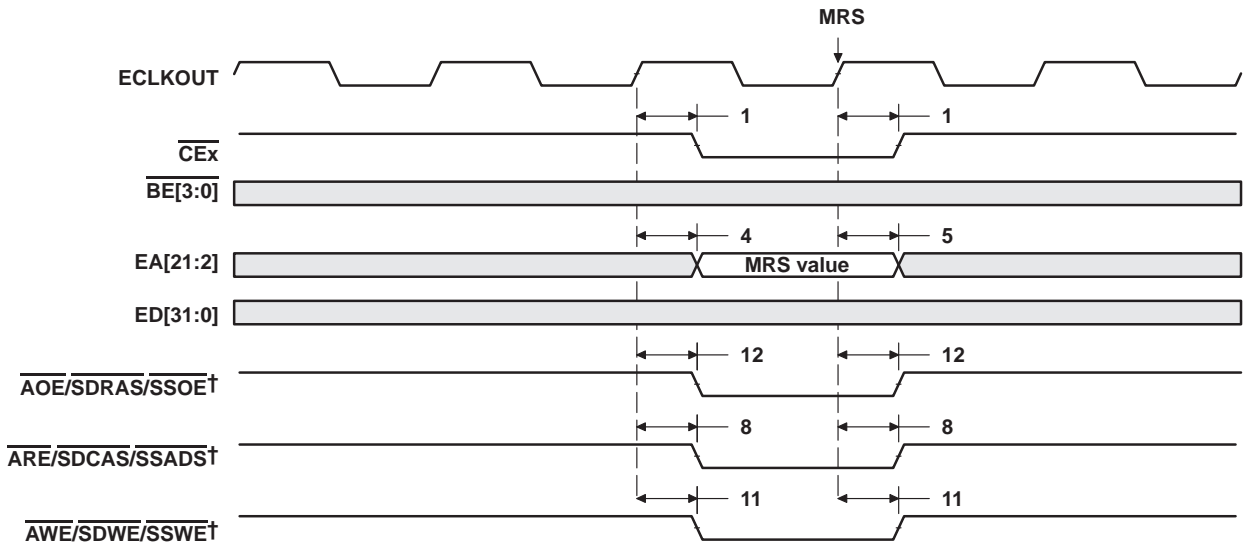 MRS
ECLKOUT
1 1
CEx
BE[3:0]
4 5
EA[21:2] MRS value
ED[31:0]
12 12
AOE/SDRAS/SSOE†
8 8
ARE/SDCAS/SSADS†
11 11
AWE/SDWE/SSWE†